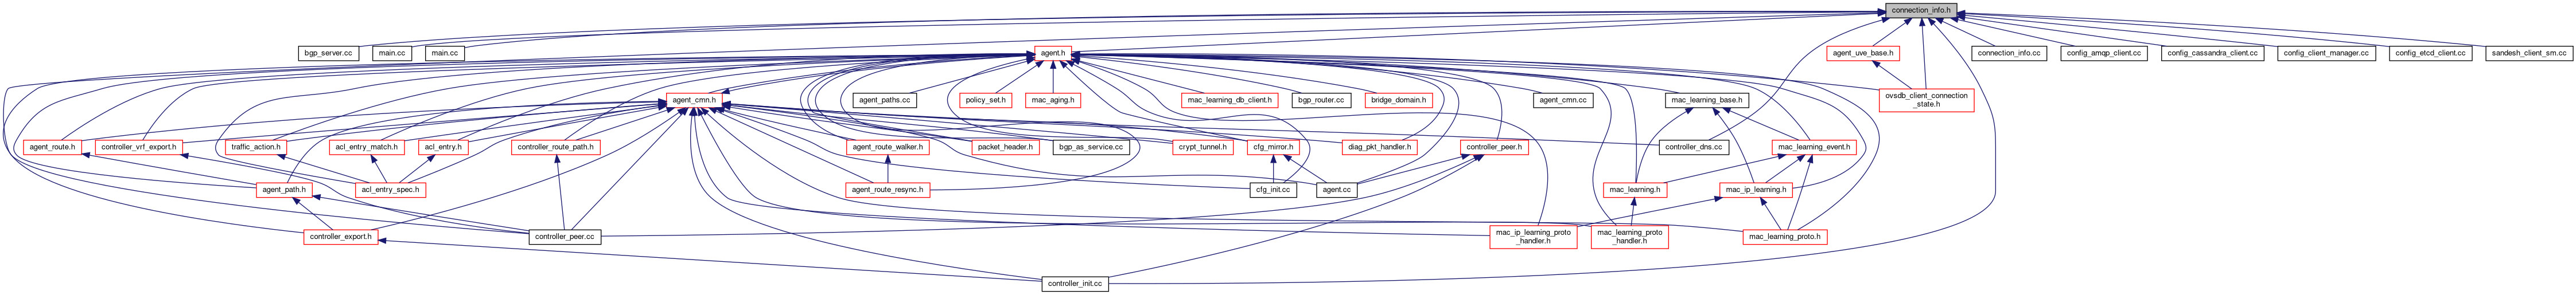 connection_info.h
bgp_server.cc
main.cc
main.cc
agent.h
agent_uve_base.h
connection_info.cc
config_amqp_client.cc
config_cassandra_client.cc
config_client_manager.cc
config_etcd_client.cc
sandesh_client_sm.cc
agent_cmn.h
agent_paths.cc
policy_set.h
mac_aging.h
mac_learning_db_client.h
bgp_router.cc
bridge_domain.h
agent_cmn.cc
mac_learning_base.h
ovsdb_client_connection
_state.h
agent_route.h
controller_vrf_export.h
traffic_action.h
acl_entry_match.h
acl_entry.h
controller_route_path.h
agent_route_walker.h
packet_header.h
bgp_as_service.cc
crypt_tunnel.h
cfg_mirror.h
diag_pkt_handler.h
controller_peer.h
controller_dns.cc
mac_learning_event.h
agent_path.h
acl_entry_spec.h
agent_route_resync.h
cfg_init.cc
agent.cc
mac_learning.h
mac_ip_learning.h
controller_export.h
controller_peer.cc
mac_ip_learning_proto
_handler.h
mac_learning_proto
_handler.h
mac_learning_proto.h
controller_init.cc